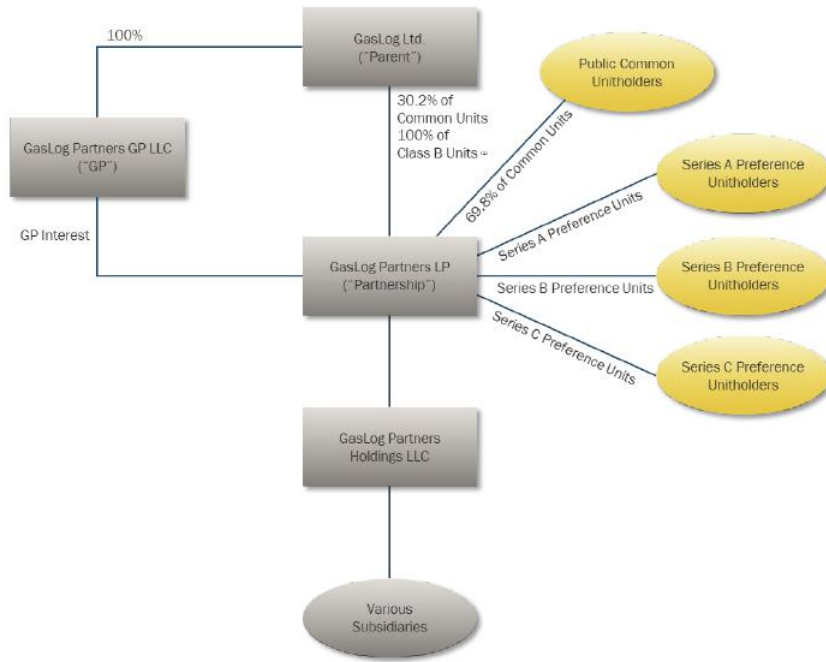 100%
GasLog Ltd.
("Parent")
Public Common
Unitholders
30.2% of
Common Units
100% of
Class B Units
69.8% of Common Units
GasLog Partners GP LLC
("GP")
Series A Preference
Unitholders
Series A Preference Units
GP Interest
GasLog Partners LP
("Partnership")
Series B Preference Units
Series B Preference
Unitholders
Series C Preference Units
Series C Preference
Unitholders
GasLog Partners
Holdings LLC
Various
Subsidiaries